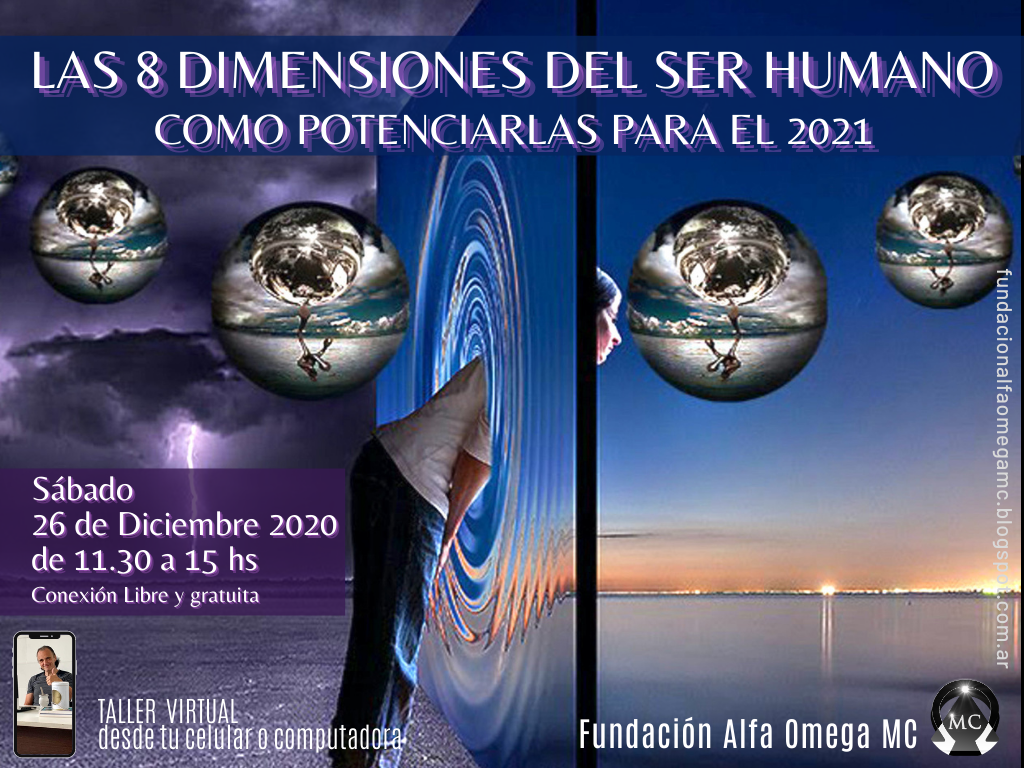 LAS 8 DIMENSIONES DEL SER HUMANO
COMO POTENCIARLAS PARA EL 2021
Sábado
26 de Diciembre 2020
de 11.30 a 15 hs
Conexión Libre y gratuita
TALLER VIRTUAL
desde tu celular o computadora
Fundación Alfa Omega MC
MC
fundacionalfaomegamc.blogspot.com.ar